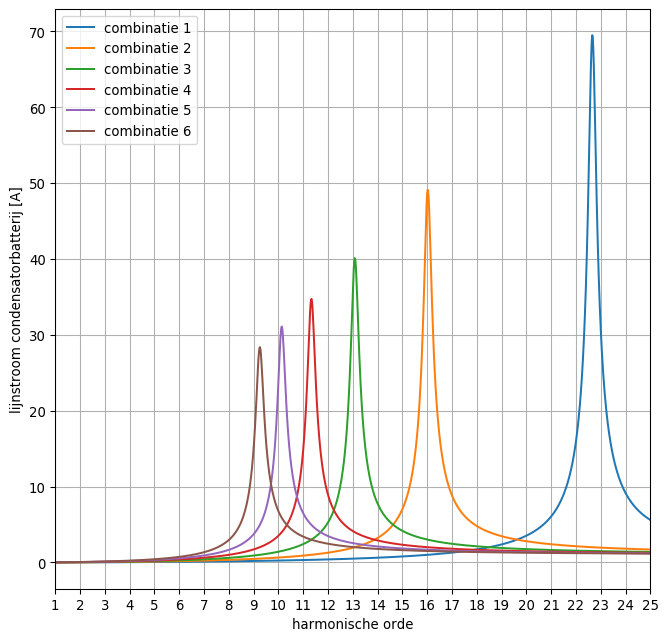 combinatie 1
combinatie 2
combinatie 3
combinatie 4
combinatie 5
combinatie 6
lijnstroom condensatorbatterij [A]
70
60
50
40
30
20
10
0
1 2 3 4 5 6 7 8 9 10 11 12 13 14 15 16 17 18 19 20 21 22 23 24 25
harmonische orde